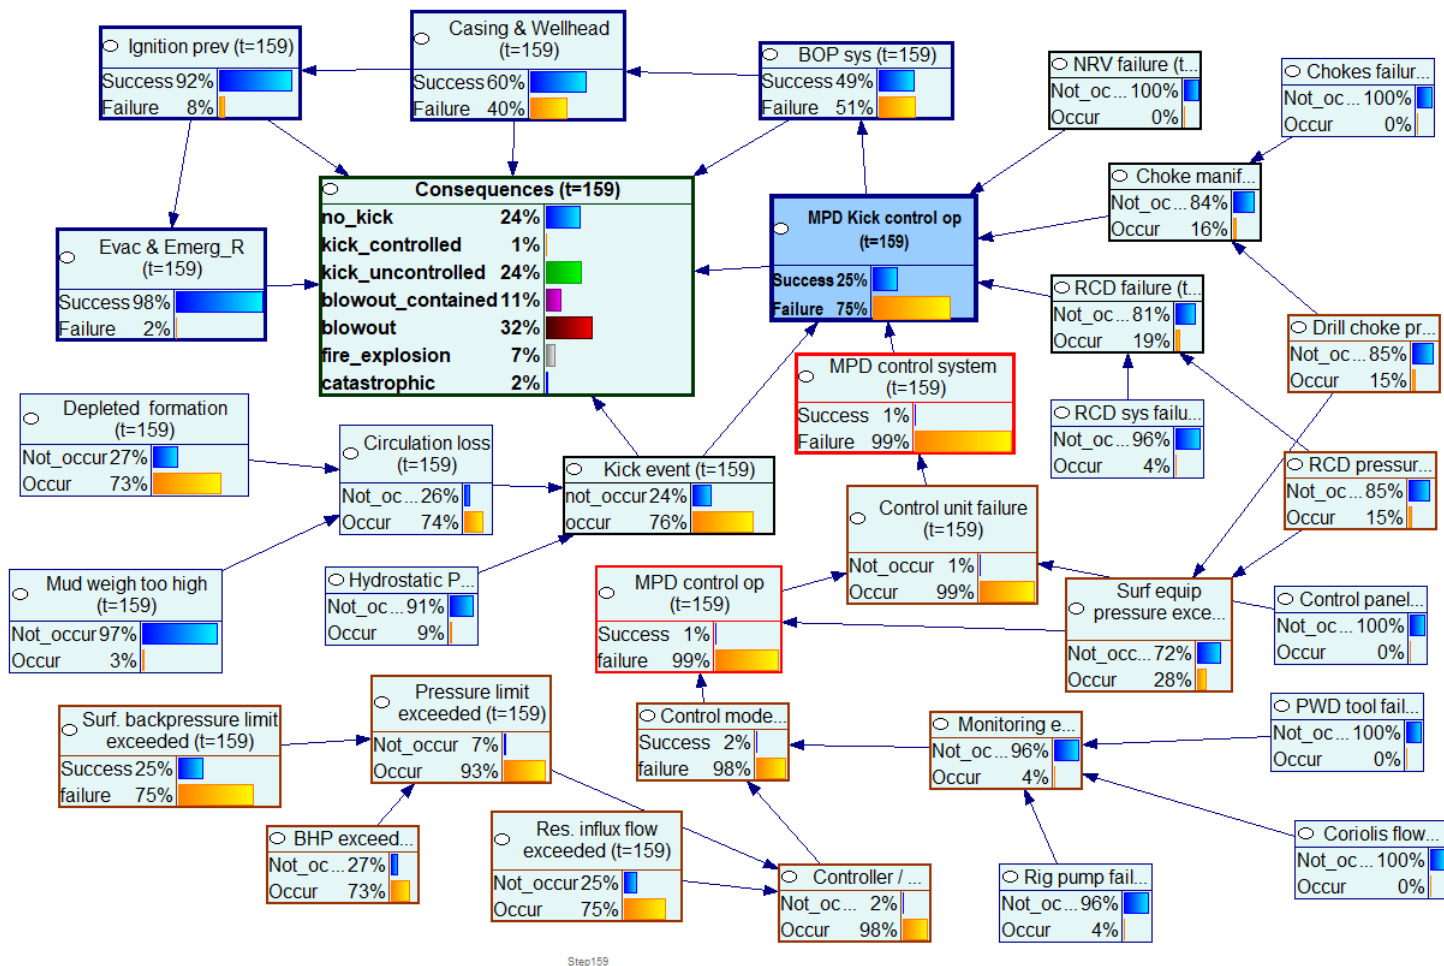 Ignition prev (t=159)
Success 92%
Failure 8%
Casing & Wellhead
(t=159)
Success 60%
Failure 40%
BOP sys (t=159)
Success 49%
Failure 51%
NRV failure (t...
Not_oc ... 100%
Occur 0%
Chokes failur...
Not_oc ... 100%
Occur 0%
Choke manif...
Not_oc ... 84%
Occur 16%
Consequences (t=159)
no_kick 24%
kick_controlled 1%
kick_uncontrolled 24%
blowout_contained 11%
blowout 32%
fire_explosion 7%
catastrophic 2%
MPD Kick control op
(t=159)
Success 25%
Failure 75%
Evac & Emerg_R
(t=159)
Success 98%
Failure 2%
RCD failure (t...
Not_oc ... 81%
Occur 19%
Drill choke pr...
Not_oc ... 85%
Occur 15%
MPD control system
(t=159)
Success 1%
Failure 99%
RCD sys failu...
Not_oc ... 96%
Occur 4%
Depleted formation
(t=159)
Not_occur 27%
Occur 73%
Circulation loss
(t=159)
Not_oc... 26%
Occur 74%
Kick event (t=159)
not_occur 24%
occur 76%
RCD pressur...
Not_oc ... 85%
Occur 15%
Control unit failure
(t=159)
Not_occur 1%
Occur 99%
Mud weigh too high
(t=159)
Not_occur 97%
Occur 3%
Hydrostatic P...
Not_oc ... 91%
Occur 9%
MPD control op
(t=159)
Success 1%
failure 99%
Surf equip
pressure exce...
Not_occ... 72%
Occur 28%
Control panel...
Not_oc ... 100%
Occur 0%
Surf. backpressure limit
exceeded (t=159)
Success 25%
failure 75%
Pressure limit
exceeded (t=159)
Not_occur 7%
Occur 93%
Control mode...
Success 2%
failure 98%
Monitoring e...
Not_oc ... 96%
Occur 4%
PWD tool fail...
Not_oc ... 100%
Occur 0%
BHP exceed...
Not_oc ... 27%
Occur 73%
Res. influx flow
exceeded (t=159)
Not_occur 25%
Occur 75%
Controller / ...
Not_oc ... 2%
Occur 98%
Rig pump fail...
Not_oc ... 96%
Occur 4%
Coriolis flow...
Not_oc ... 100%
Occur 0%
Step159